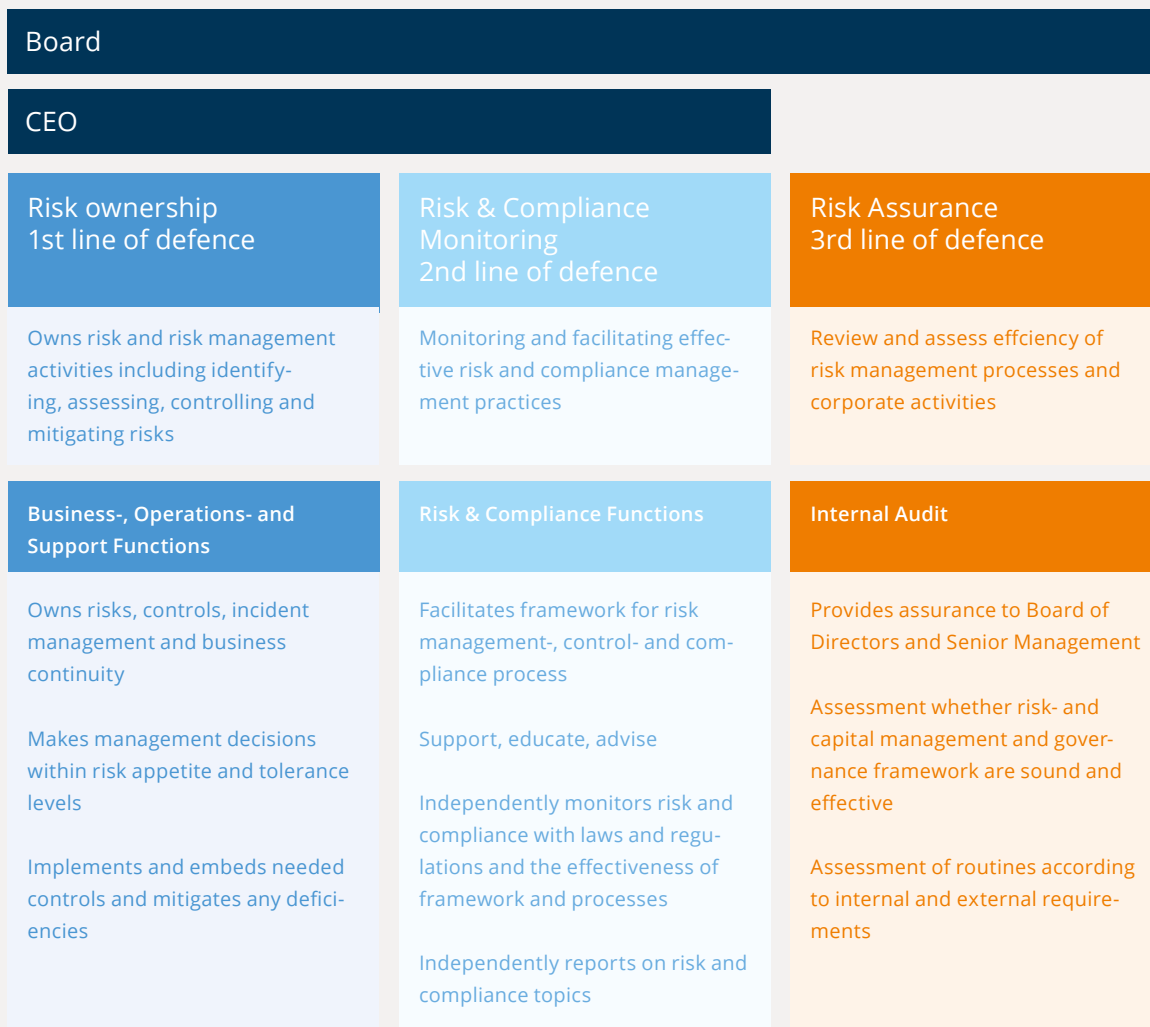 Board
CEO
Risk ownership
1st line of defence
Owns risk and risk management
activities including identify-
ing, assessing, controlling and
mitigating risks
Business-, Operations- and
Support Functions
Owns risks, controls, incident
management and business
continuity
Makes management decisions
within risk appetite and tolerance
levels
Implements and embeds needed
controls and mitigates any defici-
encies
Risk & Compliance
Monitoring
2nd line of defence
Monitoring and facilitating effec-
tive risk and compliance manage-
ment practices
Risk & Compliance Functions
Facilitates framework for risk
management-, control- and com-
pliance process
Support, educate, advise
Independently monitors risk and
compliance with laws and regu-
lations and the effectiveness of
framework and processes
Independently reports on risk and
compliance topics
Risk Assurance
3rd line of defence
Review and assess effciency of
risk management processes and
corporate activities
Internal Audit
Provides assurance to Board of
Directors and Senior Management
Assessment whether risk- and
capital management and gover-
nance framework are sound and
effective
Assessment of routines according
to internal and external require-
ments